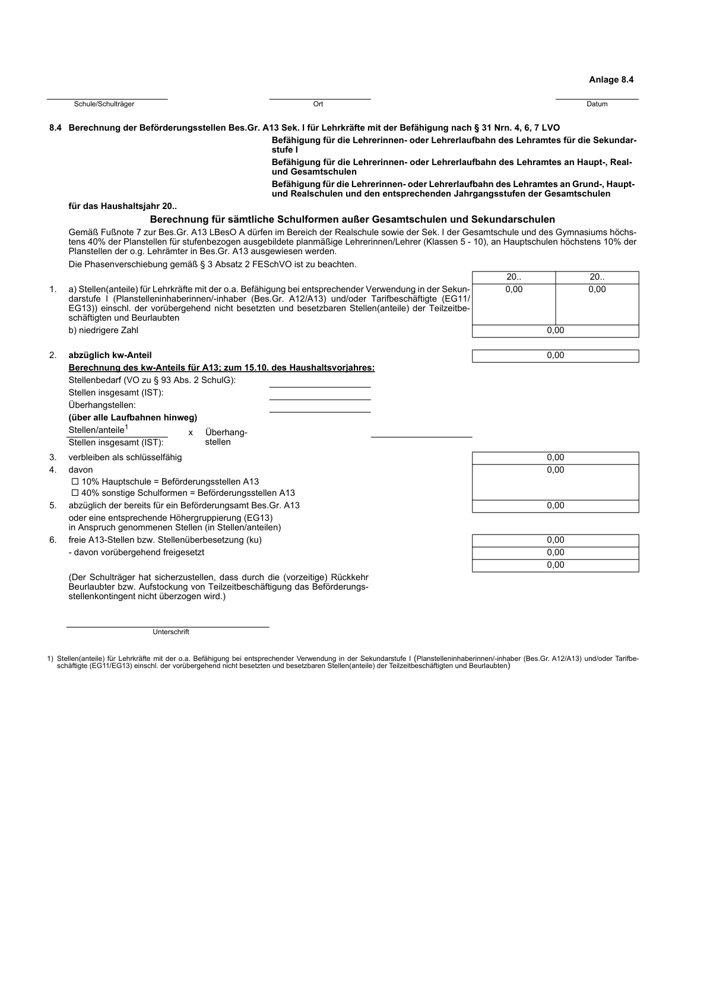 Anlage 8.4
Schule/Schulträger Ort Datum
8.4 Berechnung der Beförderungsstellen Bes.Gr. A13 Sek. I für Lehrkräfte mit der Befähigung nach § 31 Nrn. 4, 6, 7 LVO
Befähigung für die Lehrerinnen- oder Lehrerlaufbahn des Lehramtes für die Sekundar-
stufe I
Befähigung für die Lehrerinnen- oder Lehrerlaufbahn des Lehramtes an Haupt-, Real-
und Gesamtschulen
Befähigung für die Lehrerinnen- oder Lehrerlaufbahn des Lehramtes an Grund-, Haupt-
und Realschulen und den entsprechenden Jahrgangsstufen der Gesamtschulen
für das Haushaltsjahr 20..
Berechnung für sämtliche Schulformen außer Gesamtschulen und Sekundarschulen
Gemäß Fußnote 7 zur Bes.Gr. A13 LBesO A dürfen im Bereich der Realschule sowie der Sek. I der Gesamtschule und des Gymnasiums höchs-
tens 40% der Planstellen für stufenbezogen ausgebildete planmäßige Lehrerinnen/Lehrer (Klassen 5 - 10), an Hauptschulen höchstens 10% der
Planstellen der o.g. Lehrämter in Bes.Gr. A13 ausgewiesen werden.
Die Phasenverschiebung gemäß § 3 Absatz 2 FESchVO ist zu beachten.
20.. 20..
1. a) Stellen(anteile) für Lehrkräfte mit der o.a. Befähigung bei entsprechender Verwendung in der Sekun- 0,00 0,00
darstufe I (Planstelleninhaberinnen/-inhaber (Bes.Gr. A12/A13) und/oder Tarifbeschäftigte (EG11/
EG13)) einschl. der vorübergehend nicht besetzten und besetzbaren Stellen(anteile) der Teilzeitbe-
schäftigten und Beurlaubten
b) niedrigere Zahl 0,00
2. abzüglich kw-Anteil 0,00
Berechnung des kw-Anteils für A13; zum 15.10. des Haushaltsvorjahres:
Stellenbedarf (VO zu § 93 Abs. 2 SchulG):
Stellen insgesamt (IST):
Überhangstellen:
(über alle Laufbahnen hinweg)
Stellen/anteile1 x Überhang-
Stellen insgesamt (IST): stellen
3. verbleiben als schlüsselfähig 0,00
4. davon 0,00
☐ 10% Hauptschule = Beförderungsstellen A13
☐ 40% sonstige Schulformen = Beförderungsstellen A13
5. abzüglich der bereits für ein Beförderungsamt Bes.Gr. A13 0,00
oder eine entsprechende Höhergruppierung (EG13)
in Anspruch genommenen Stellen (in Stellen/anteilen)
6. freie A13-Stellen bzw. Stellenüberbesetzung (ku) 0,00
- davon vorübergehend freigesetzt 0,00
0,00
(Der Schulträger hat sicherzustellen, dass durch die (vorzeitige) Rückkehr
Beurlaubter bzw. Aufstockung von Teilzeitbeschäftigung das Beförderungs-
stellenkontingent nicht überzogen wird.)
Unterschrift
1) Stellen(anteile) für Lehrkräfte mit der o.a. Befähigung bei entsprechender Verwendung in der Sekundarstufe I (Planstelleninhaberinnen/-inhaber (Bes.Gr. A12/A13) und/oder Tarifbe-
schäftigte (EG11/EG13) einschl. der vorübergehend nicht besetzten und besetzbaren Stellen(anteile) der Teilzeitbeschäftigten und Beurlaubten)